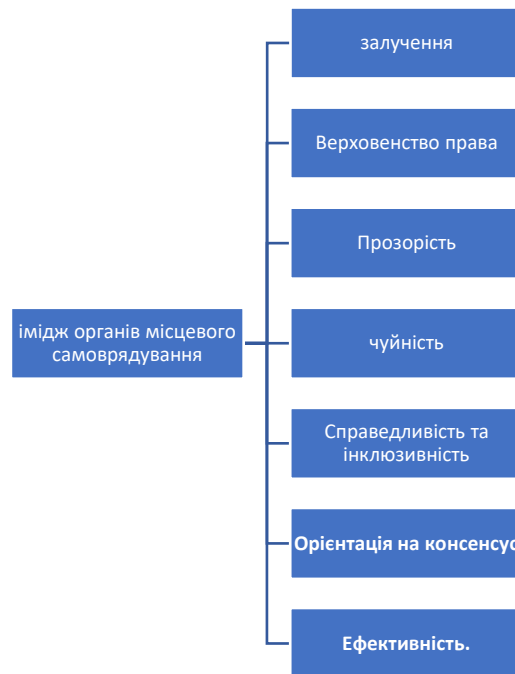 залучення
Верховенство права
Прозорість
імідж органів місцевого
самоврядування
чуйність
Справедливість та
інклюзивність
Орієнтація на консенсус
Ефективність.